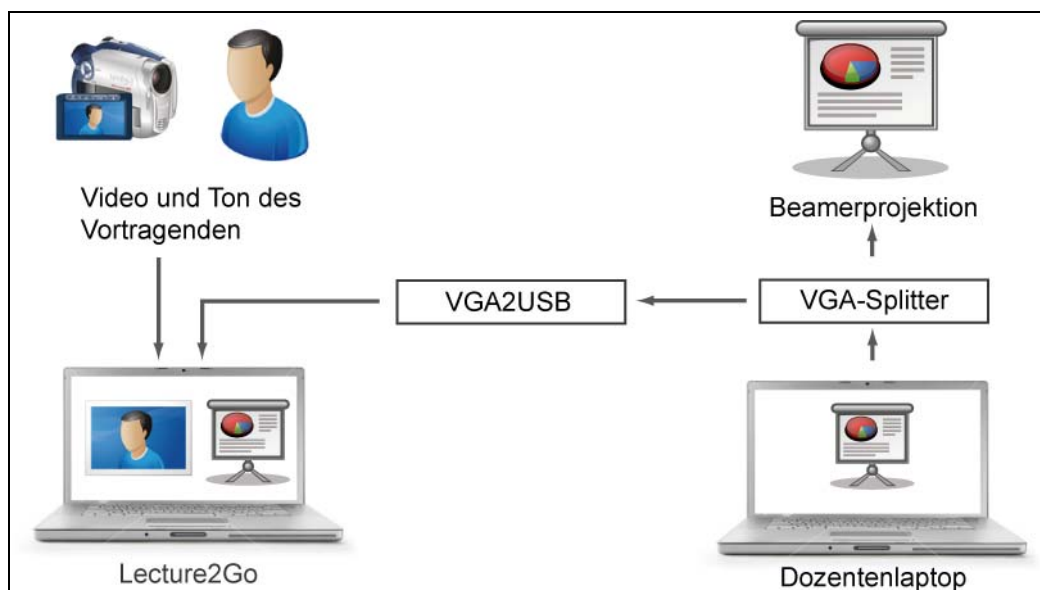 Video und Ton des
Vortragenden
Beamerprojektion
VGA2USB
VGA-Splitter
Lecture2Go
Dozentenlaptop